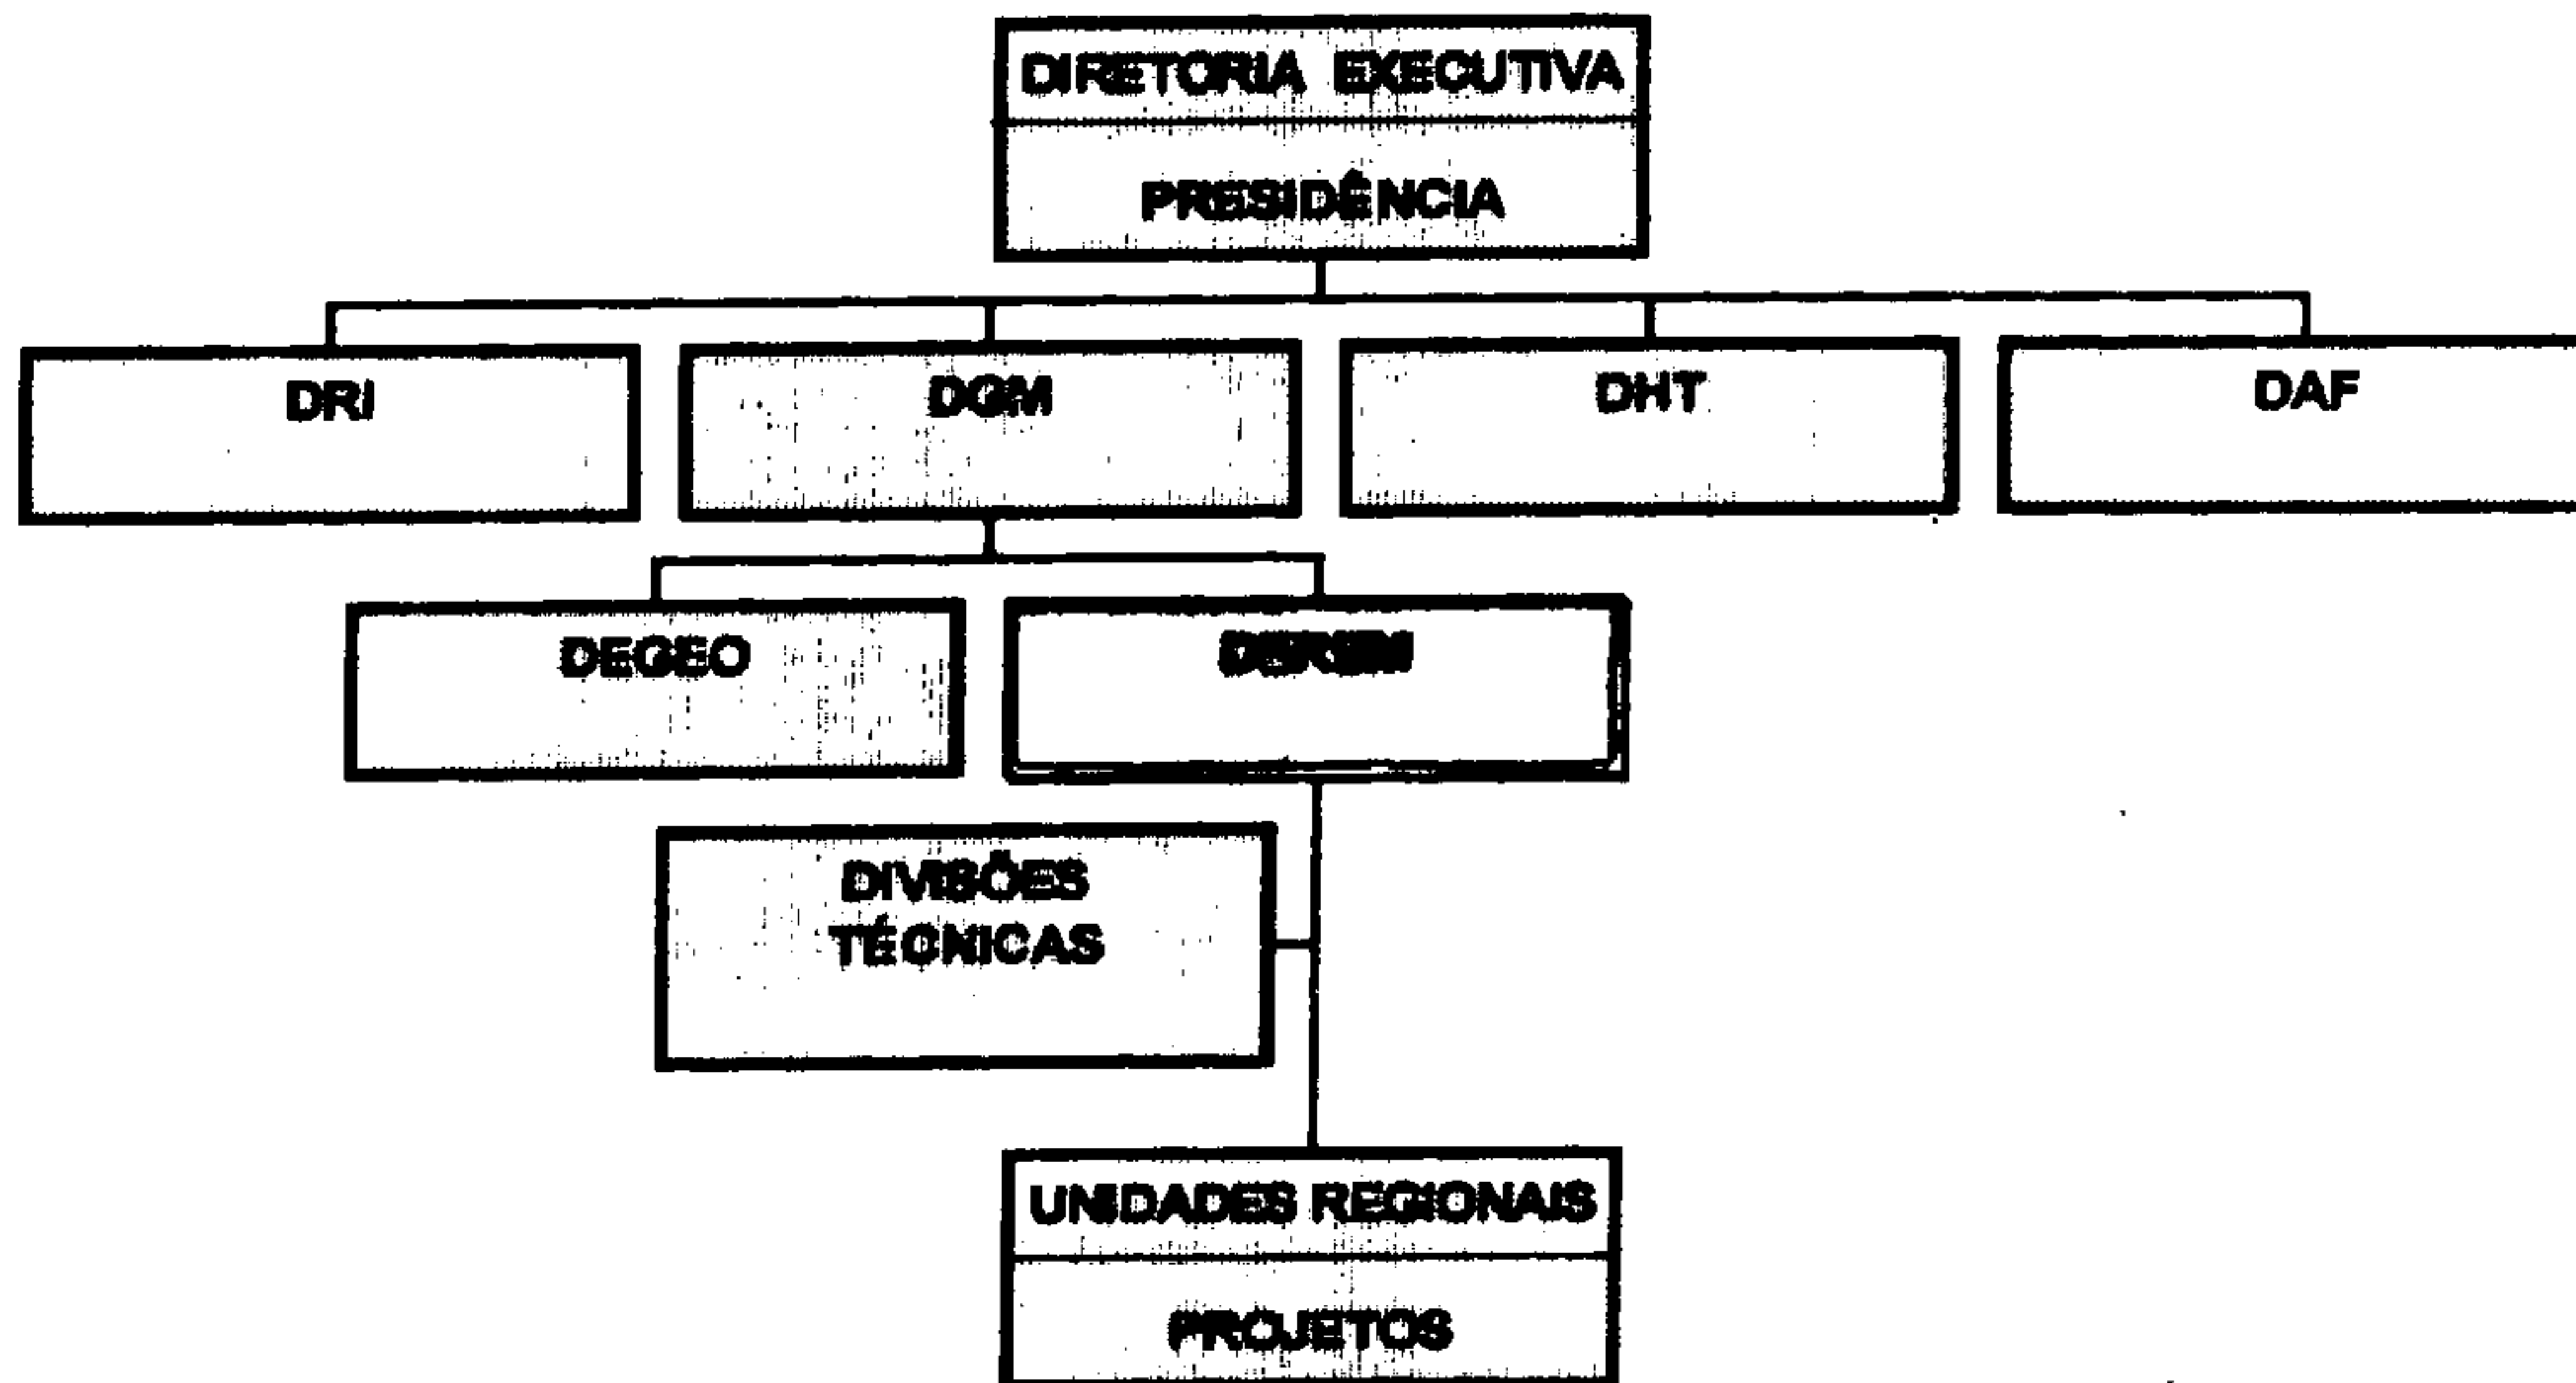 DIRETORIA EXECUTIVA
PRESIDÊNCIA
DRI
DGM
DHT
DAF
DEGEO
DIVISÕES
TÉCNICAS
UNIDADES REGIONAIS
PROJETOS